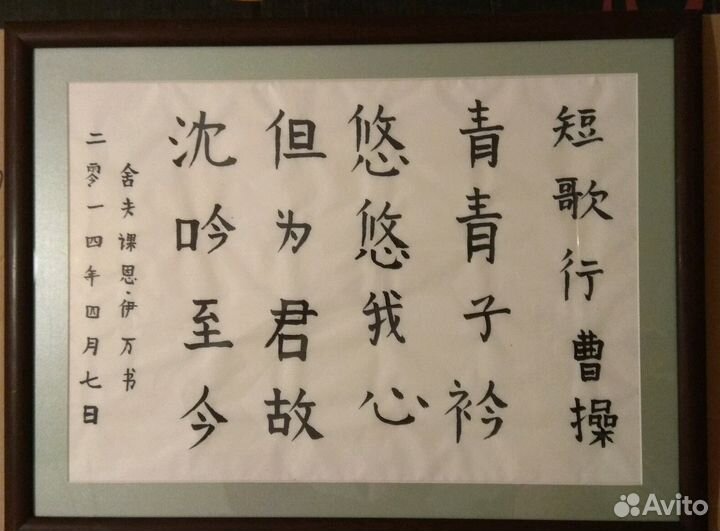 短歌行曹操
青青子衿
悠悠我心
但为君故
沈吟至今
舍夫课恩·伊万书
二零一四年四月七日
Avito